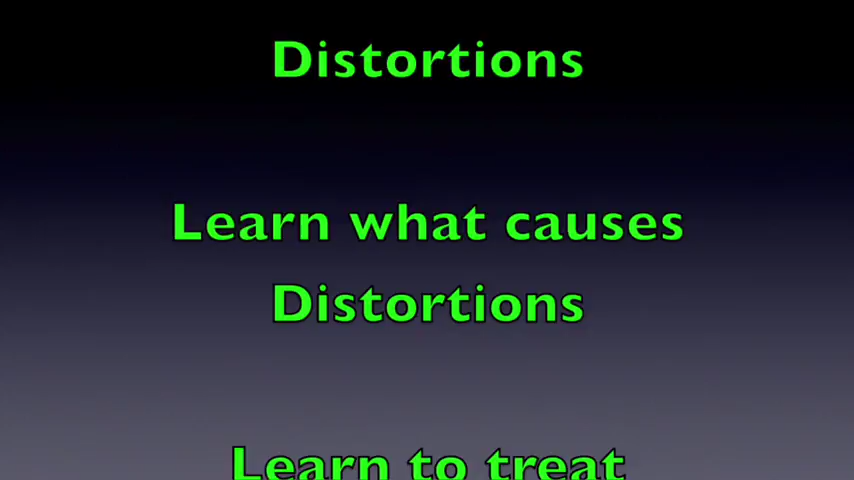 Distortions
Learn what causes
Distortions
Learn to treat